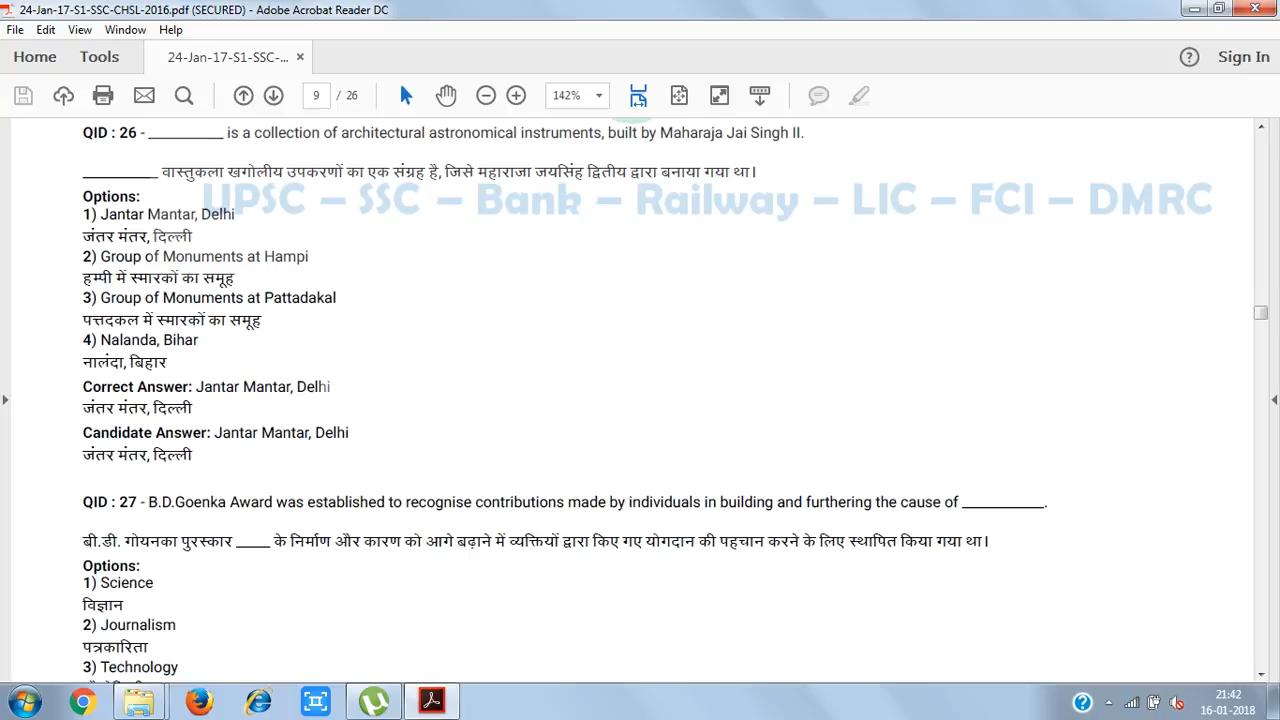 24-Jan-17-S1-SSC-CHSL-2016.pdf (SECURED) - Adobe Acrobat Reader DC
File Edit View Window Help
Home Tools 24-Jan-17-S1-SSC-... × ? Sign In
9 / 26 142%
QID : 26 - __________ is a collection of architectural astronomical instruments, built by Maharaja Jai Singh II.
__________ वास्तुकला खगोलीय उपकरणों का एक संग्रह है, जिसे महाराजा जयसिंह द्वितीय द्वारा बनाया गया था।
Options:
UPSC – SSC – Bank – Railway – LIC – FCI – DMRC
1) Jantar Mantar, Delhi
जंतर मंतर, दिल्ली
2) Group of Monuments at Hampi
हम्पी में स्मारकों का समूह
3) Group of Monuments at Pattadakal
पत्तदकल में स्मारकों का समूह
4) Nalanda, Bihar
नालंदा, बिहार
Correct Answer: Jantar Mantar, Delhi
जंतर मंतर, दिल्ली
Candidate Answer: Jantar Mantar, Delhi
जंतर मंतर, दिल्ली
QID : 27 - B.D.Goenka Award was established to recognise contributions made by individuals in building and furthering the cause of ___________.
बी.डी. गोयनका पुरस्कार _____ के निर्माण और कारण को आगे बढ़ाने में व्यक्तियों द्वारा किए गए योगदान की पहचान करने के लिए स्थापित किया गया था।
Options:
1) Science
विज्ञान
2) Journalism
पत्रकारिता
3) Technology
21:42
16-01-2018